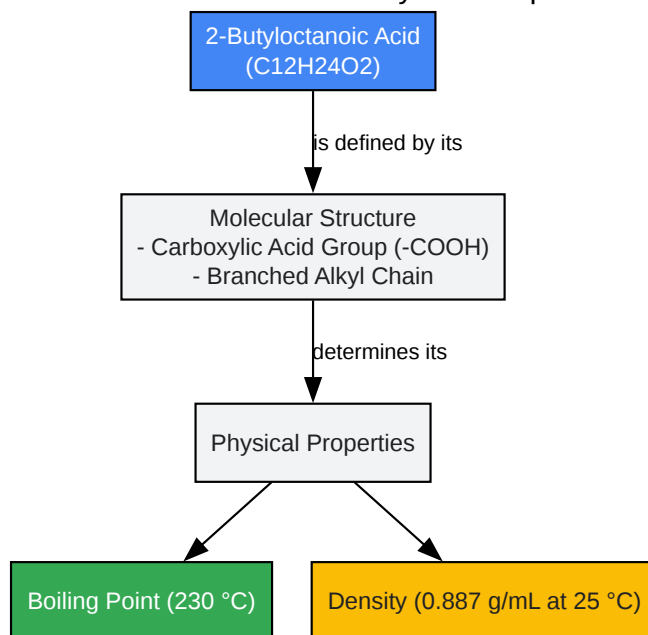 2-Butyloctanoic Acid
(C12H24O2)
is defined by its
Molecular Structure
- Carboxylic Acid Group (-COOH)
- Branched Alkyl Chain
determines its
Physical Properties
Boiling Point (230 °C)
Density (0.887 g/mL at 25 °C)